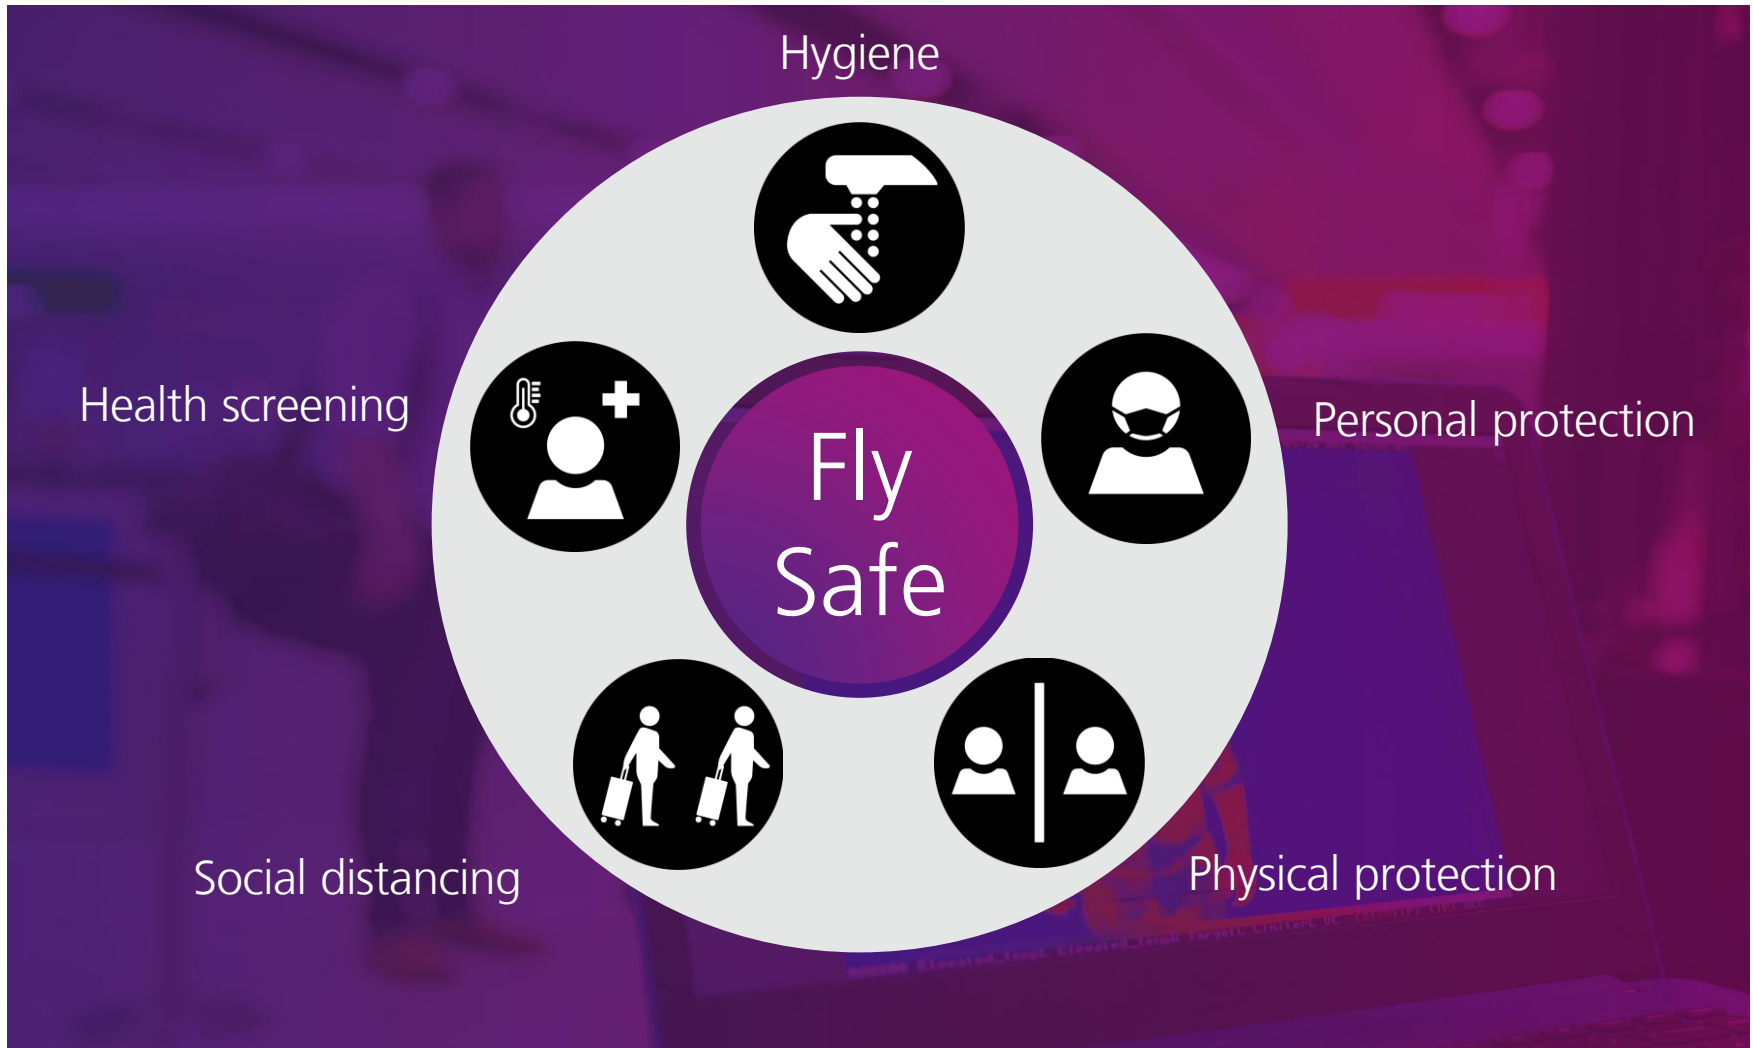 Hygiene
Health screening
Personal protection
Fly
Safe
Social distancing
Physical protection